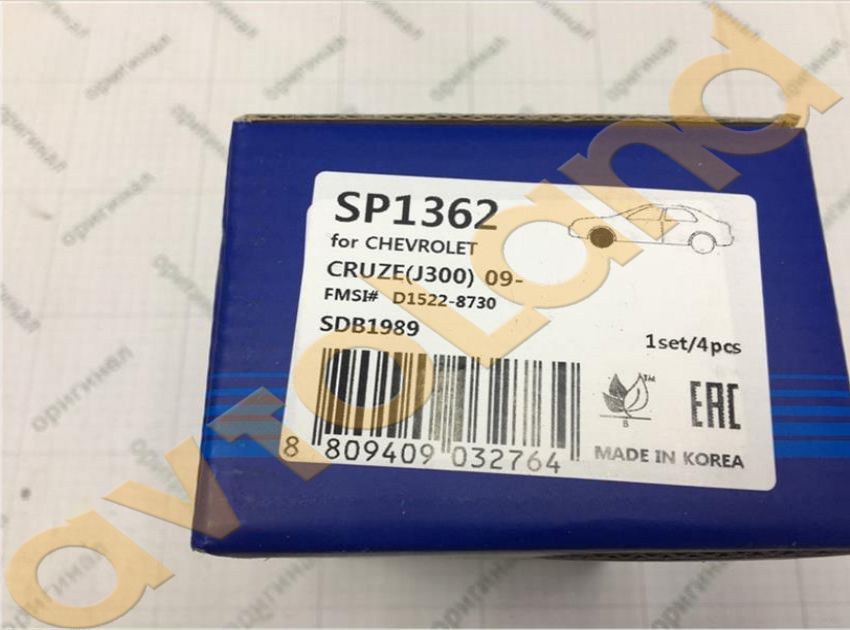 SP1362
for CHEVROLET
CRUZE(J300) 09-
FMSI# D1522-8730
SDB1989
1set/4pcs
TM
B
EAC
8 809409 032764
MADE IN KOREA
avtoLand
оригинал
оригинал
оригинал
оригинал
оригинал
оригинал